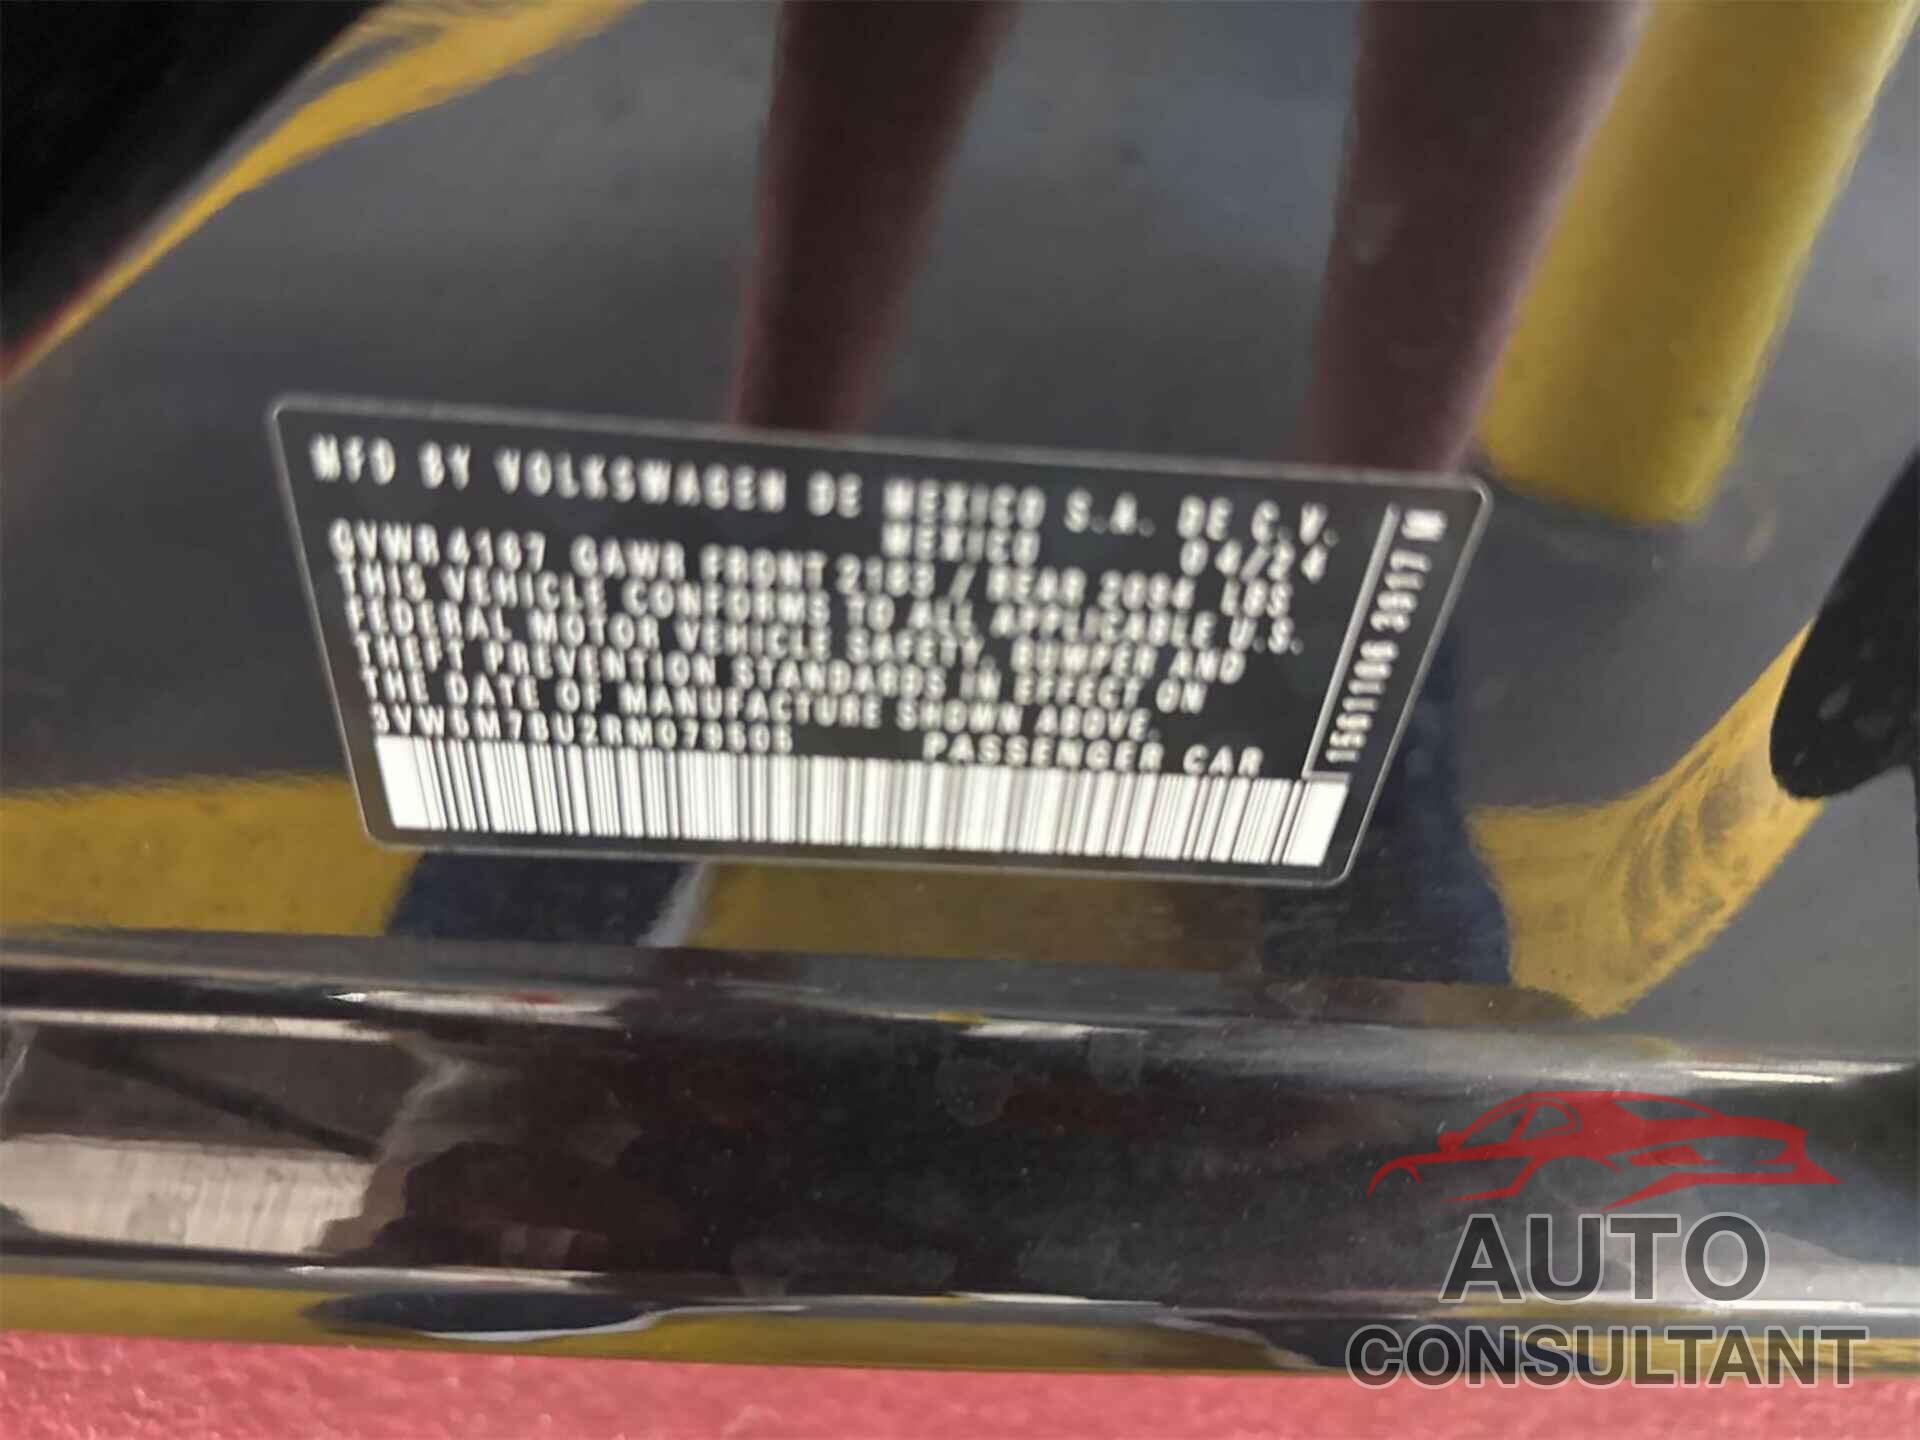 MFD BY VOLKSWAGEN DE MEXICO S.A. DE C.V.
MEXICO 04/24
GVWR 4167 GAWR FRONT 2183 / REAR 2094 LBS
THIS VEHICLE CONFORMS TO ALL APPLICABLE U.S.
FEDERAL MOTOR VEHICLE SAFETY, BUMPER AND
THEFT PREVENTION STANDARDS IN EFFECT ON
THE DATE OF MANUFACTURE SHOWN ABOVE.
3VW5M7BU2RM079505 PASSENGER CAR
AUTO
CONSULTANT